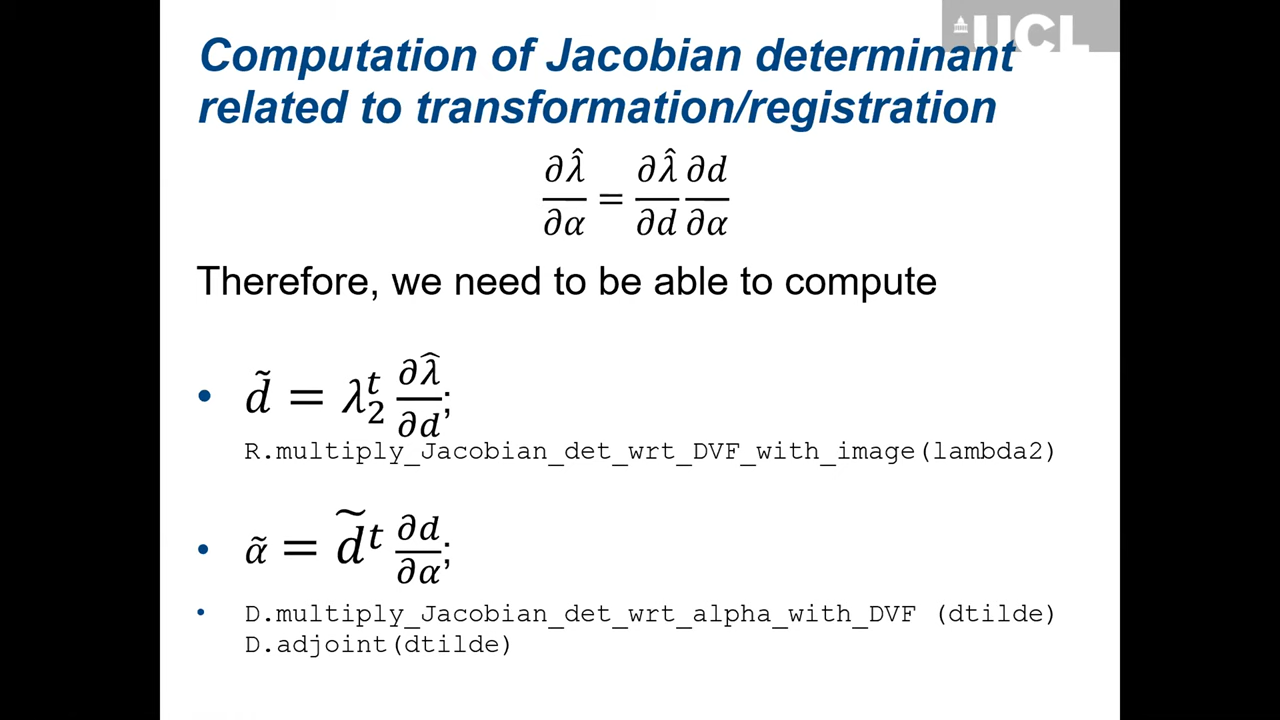 UCL
Computation of Jacobian determinant
related to transformation/registration
∂λ̂/∂α = ∂λ̂/∂d ∂d/∂α
Therefore, we need to be able to compute
• d̃ = λ₂ᵗ ∂λ̂/∂d;
R.multiply_Jacobian_det_wrt_DVF_with_image(lambda2)
• α̃ = d̃ᵗ ∂d/∂α;
• D.multiply_Jacobian_det_wrt_alpha_with_DVF (dtilde)
D.adjoint(dtilde)